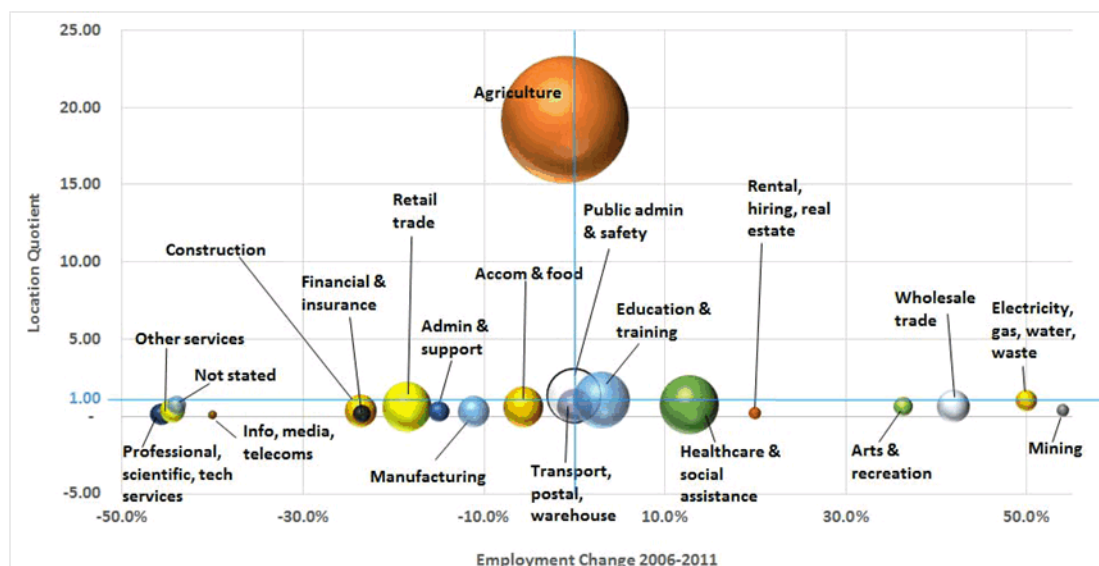 25.00
20.00
15.00
10.00
5.00
1.00
-
-5.00
Location Quotient
Agriculture
Retail
trade
Construction
Financial &
insurance
Public admin
& safety
Rental,
hiring, real
estate
Accom & food
Admin &
support
Education &
training
Wholesale
trade
Electricity,
gas, water,
waste
Other services
Not stated
Professional,
scientific, tech
services
Info, media,
telecoms
Manufacturing
Transport,
postal,
warehouse
Healthcare &
social
assistance
Arts &
recreation
Mining
-50.0%
-30.0%
-10.0%
10.0%
30.0%
50.0%
Employment Change 2006-2011